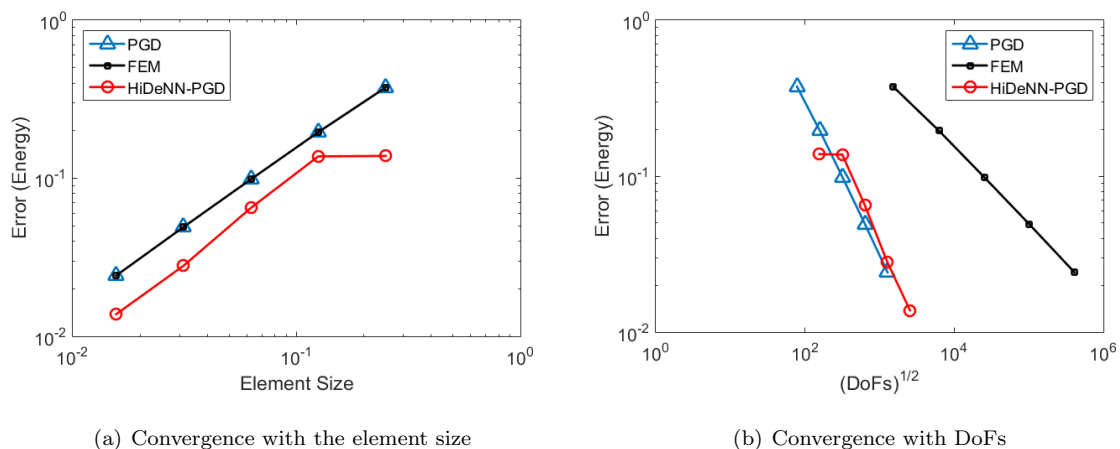 10^0
PGD
FEM
HiDeNN-PGD
Error (Energy)
10^-1
10^-2
10^-2
10^-1
10^0
Element Size
(a) Convergence with the element size
10^0
PGD
FEM
HiDeNN-PGD
Error (Energy)
10^-1
10^-2
10^0
10^2
10^4
10^6
(DoFs)^1/2
(b) Convergence with DoFs